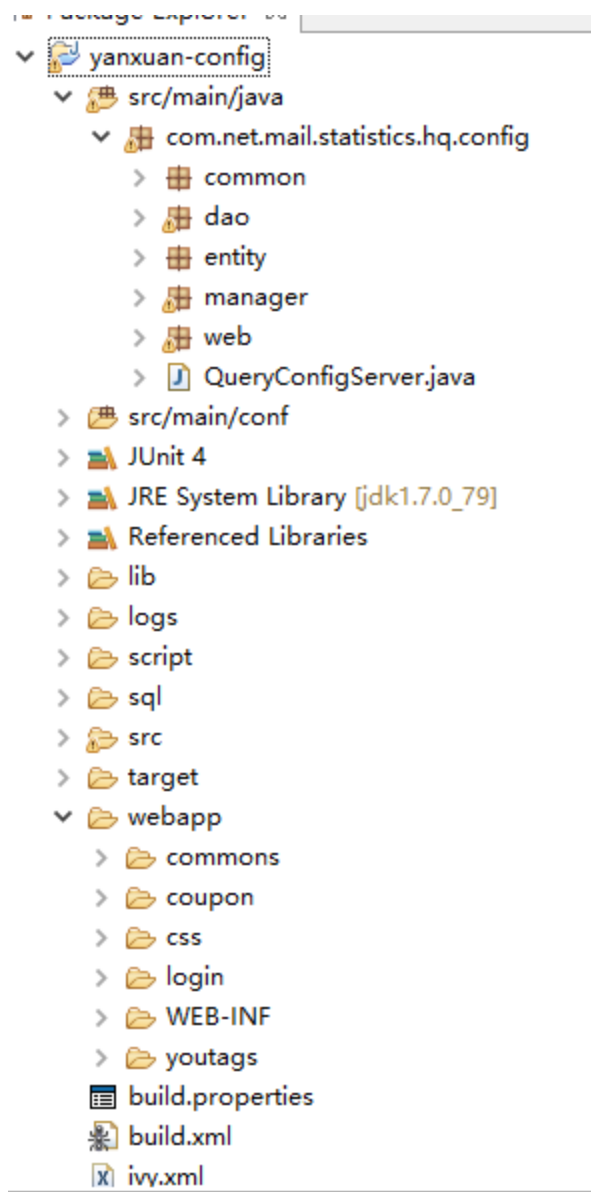 Package Explorer
yanxuan-config
src/main/java
com.net.mail.statistics.hq.config
common
dao
entity
manager
web
QueryConfigServer.java
src/main/conf
JUnit 4
JRE System Library [jdk1.7.0_79]
Referenced Libraries
lib
logs
script
sql
src
target
webapp
commons
coupon
css
login
WEB-INF
youtags
build.properties
build.xml
ivy.xml